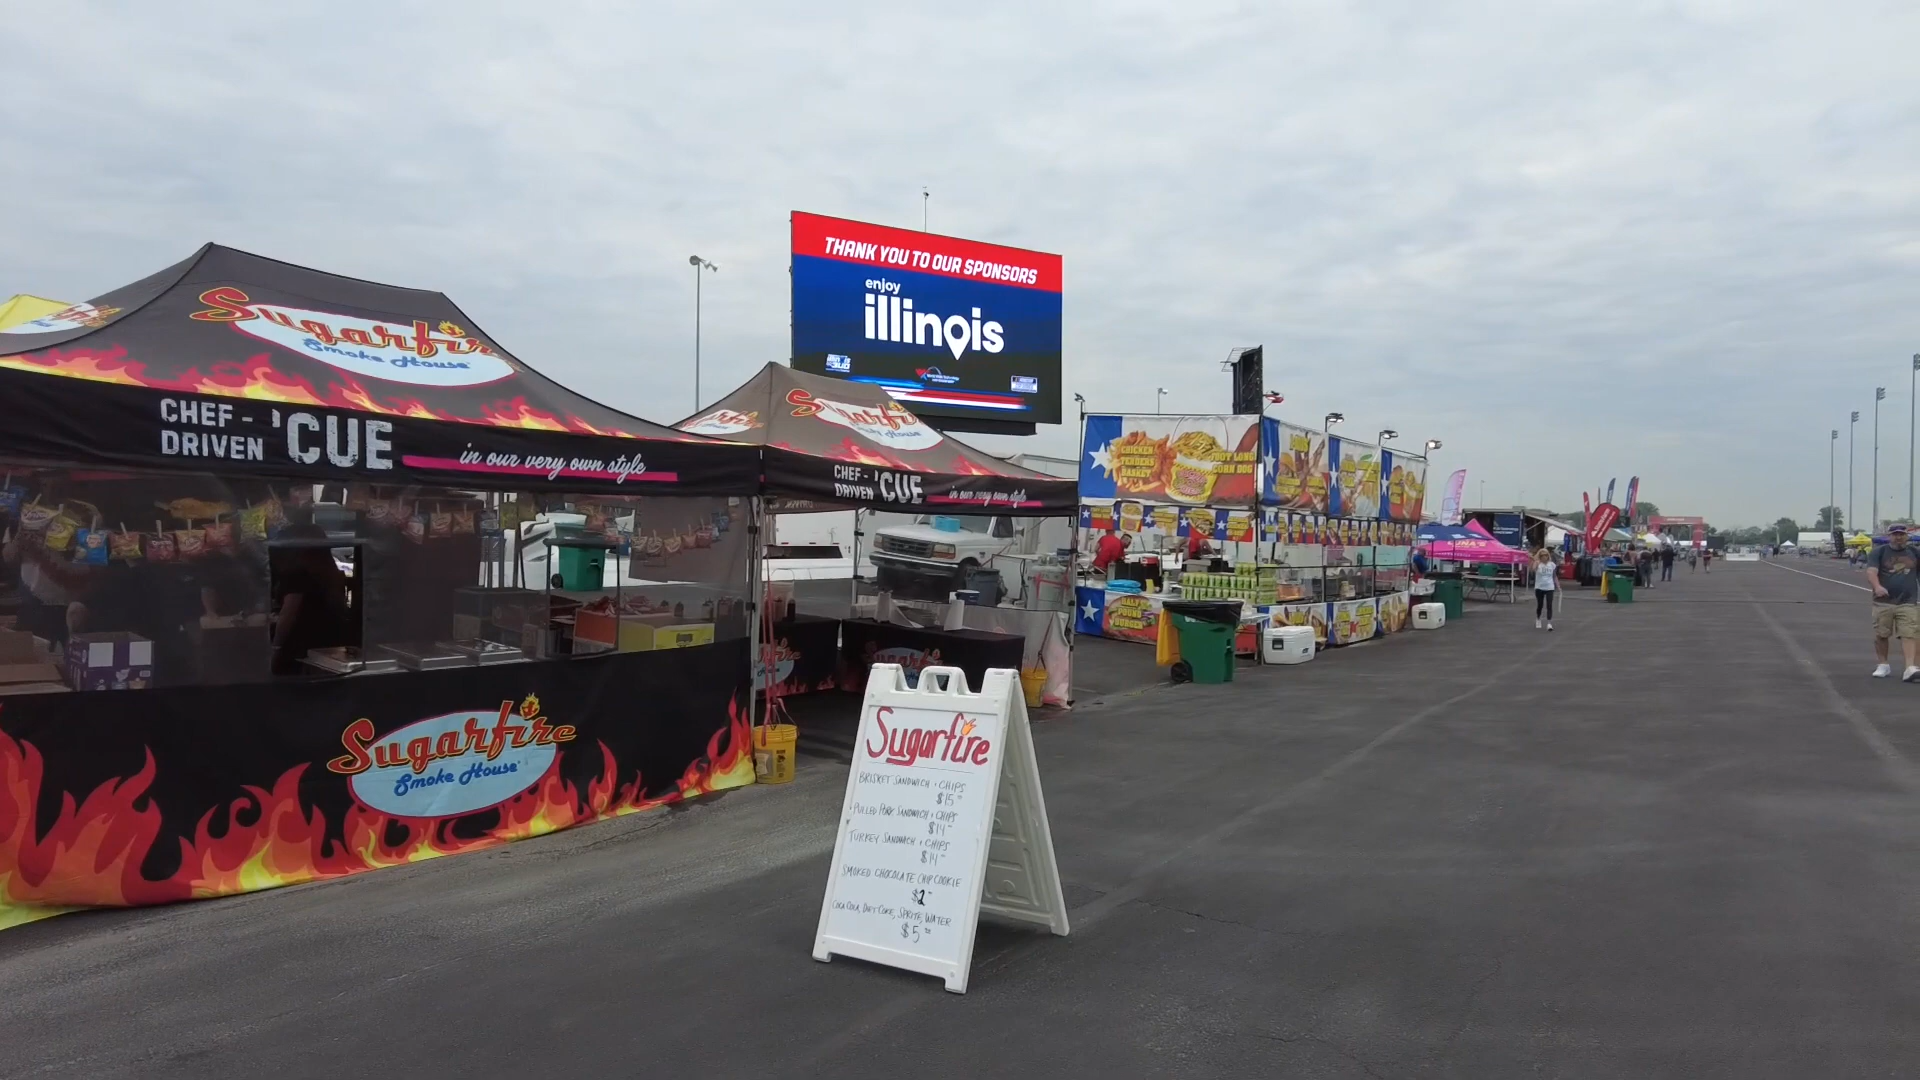 THANK YOU TO OUR SPONSORS
enjoy
illinois
Sugarfire
Smoke House
CHEF-
DRIVEN
'CUE
in our very own style
CHEF-
DRIVEN
'CUE
in our very own style
CHICKEN
TENDERS
BASKET
FOOT LONG
CORN DOG
HALF
POUND
BURGER
Sugarfire
Smoke House
Sugarfire
BRISKET SANDWICH + CHIPS
$15
PULLED PORK SANDWICH + CHIPS
$14
TURKEY SANDWICH + CHIPS
$14
SMOKED CHOCOLATE CHIP COOKIE
$2
COCA COLA, DIET COKE, SPRITE, WATER
$5